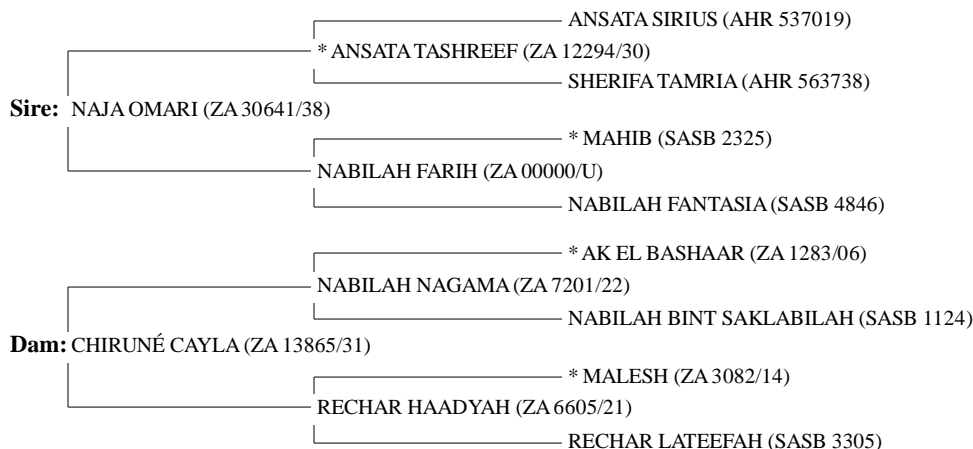 ANSATA SIRIUS (AHR 537019)
* ANSATA TASHREEF (ZA 12294/30)
SHERIFA TAMRIA (AHR 563738)
Sire: NAJA OMARI (ZA 30641/38)
* MAHIB (SASB 2325)
NABILAH FARIH (ZA 00000/U)
NABILAH FANTASIA (SASB 4846)
* AK EL BASHAAR (ZA 1283/06)
NABILAH NAGAMA (ZA 7201/22)
NABILAH BINT SAKLABILAH (SASB 1124)
Dam: CHIRUNÉ CAYLA (ZA 13865/31)
* MALESH (ZA 3082/14)
RECHAR HAADYAH (ZA 6605/21)
RECHAR LATEEFAH (SASB 3305)